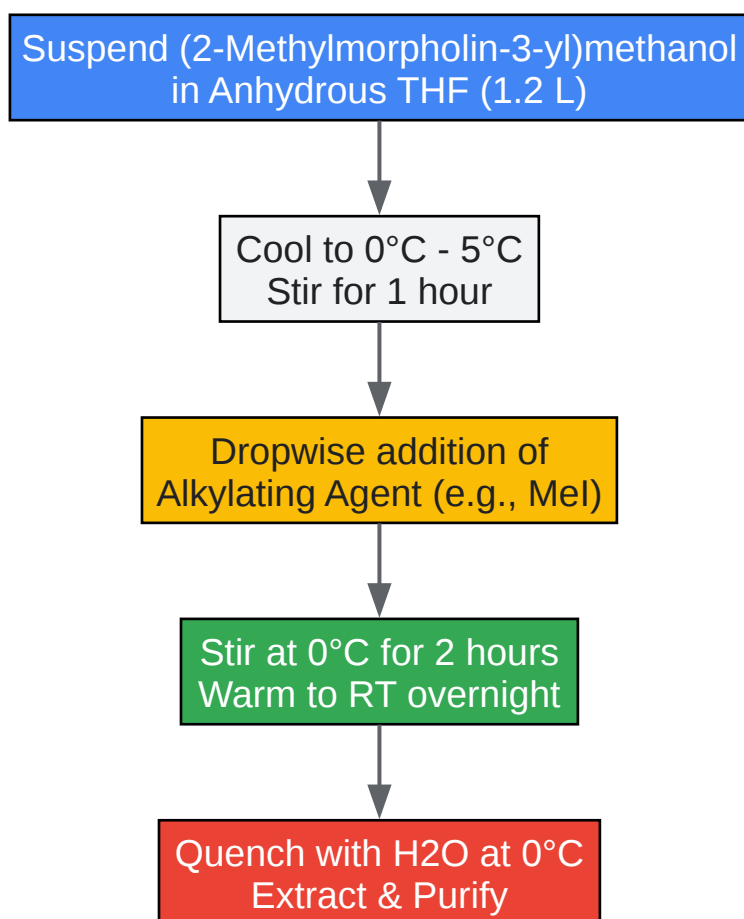 Suspend (2-Methylmorpholin-3-yl)methanol
in Anhydrous THF (1.2 L)
Cool to 0°C - 5°C
Stir for 1 hour
Dropwise addition of
Alkylating Agent (e.g., MeI)
Stir at 0°C for 2 hours
Warm to RT overnight
Quench with H2O at 0°C
Extract & Purify